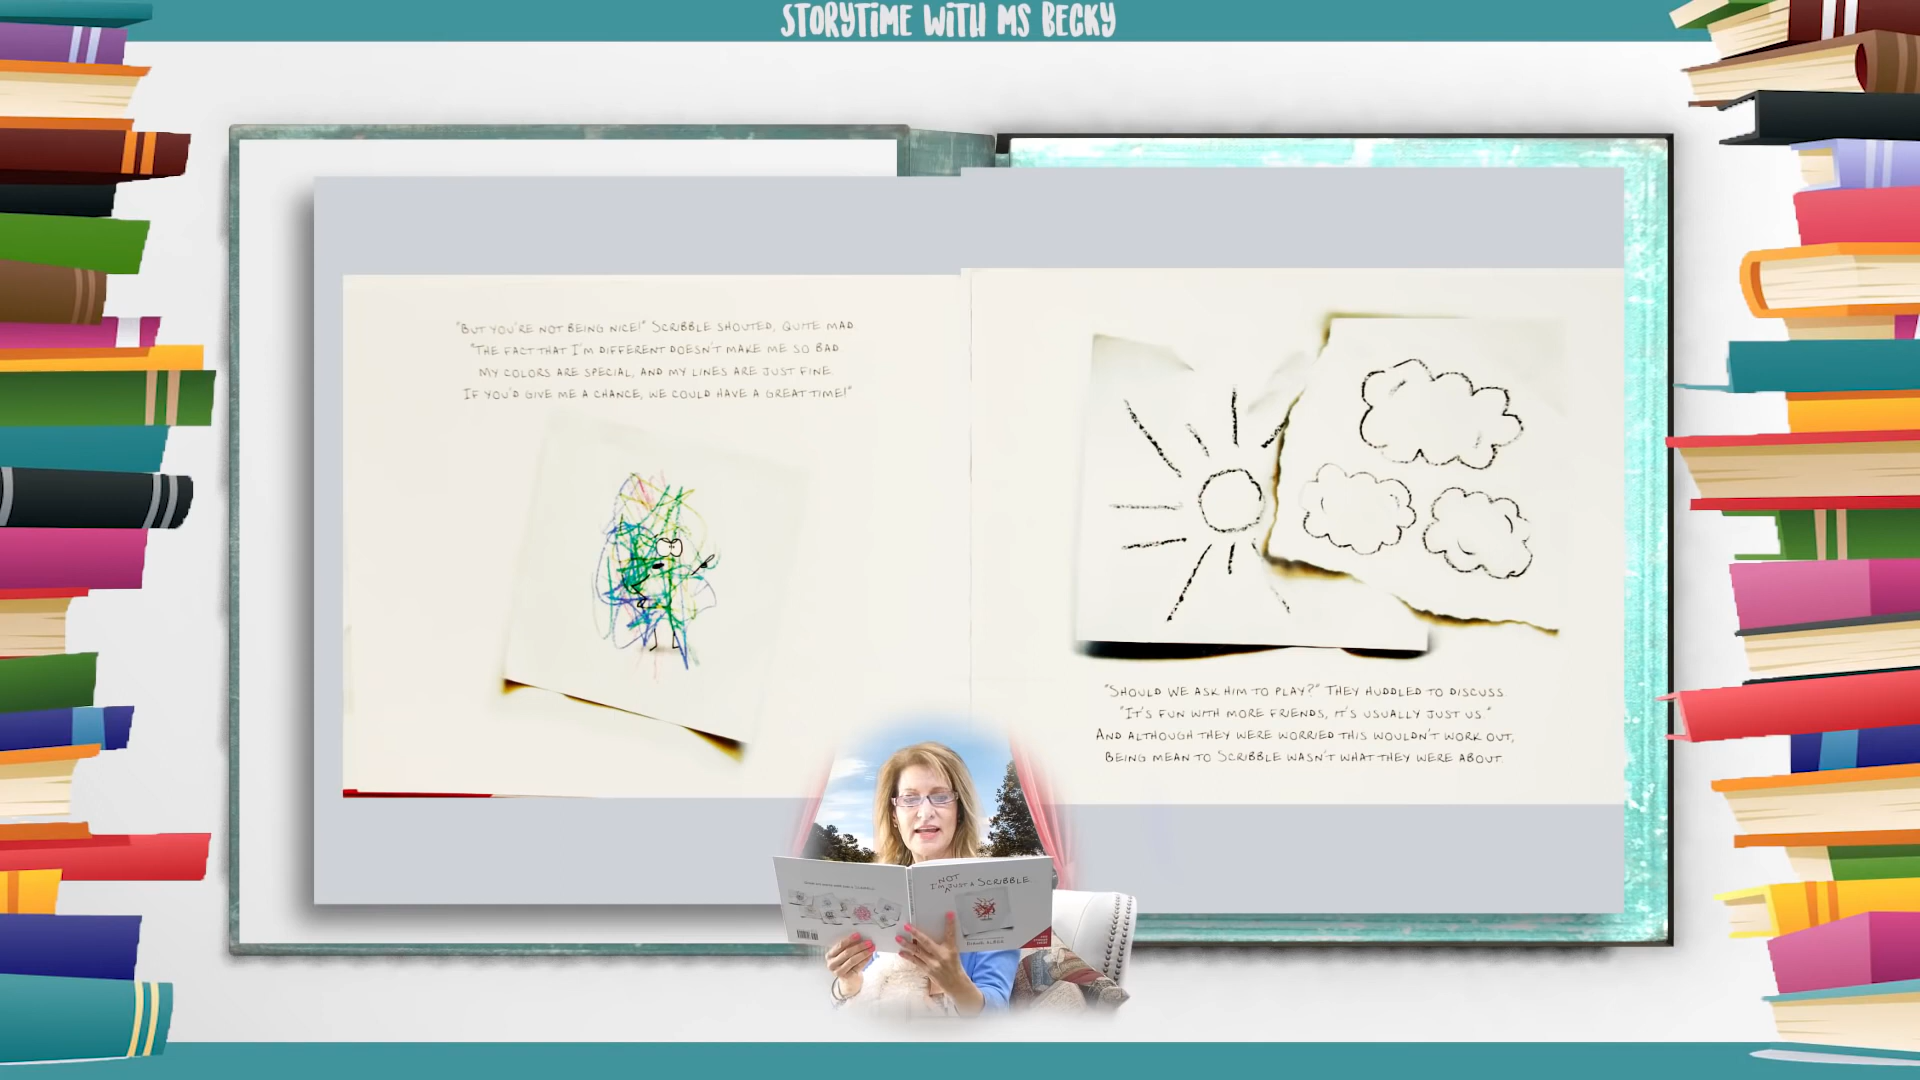 STORYTIME WITH MS BECKY
"BUT YOU'RE NOT BEING NICE!" SCRIBBLE SHOUTED, QUITE MAD.
"THE FACT THAT I'M DIFFERENT DOESN'T MAKE ME SO BAD.
MY COLORS ARE SPECIAL, AND MY LINES ARE JUST FINE.
IF YOU'D GIVE ME A CHANCE, WE COULD HAVE A GREAT TIME!"
"SHOULD WE ASK HIM TO PLAY?" THEY HUDDLED TO DISCUSS.
"IT'S FUN WITH MORE FRIENDS, IT'S USUALLY JUST US."
AND ALTHOUGH THEY WERE WORRIED THIS WOULDN'T WORK OUT,
BEING MEAN TO SCRIBBLE WASN'T WHAT THEY WERE ABOUT.
NOT
I'M JUST A SCRIBBLE
DIANE ALBER